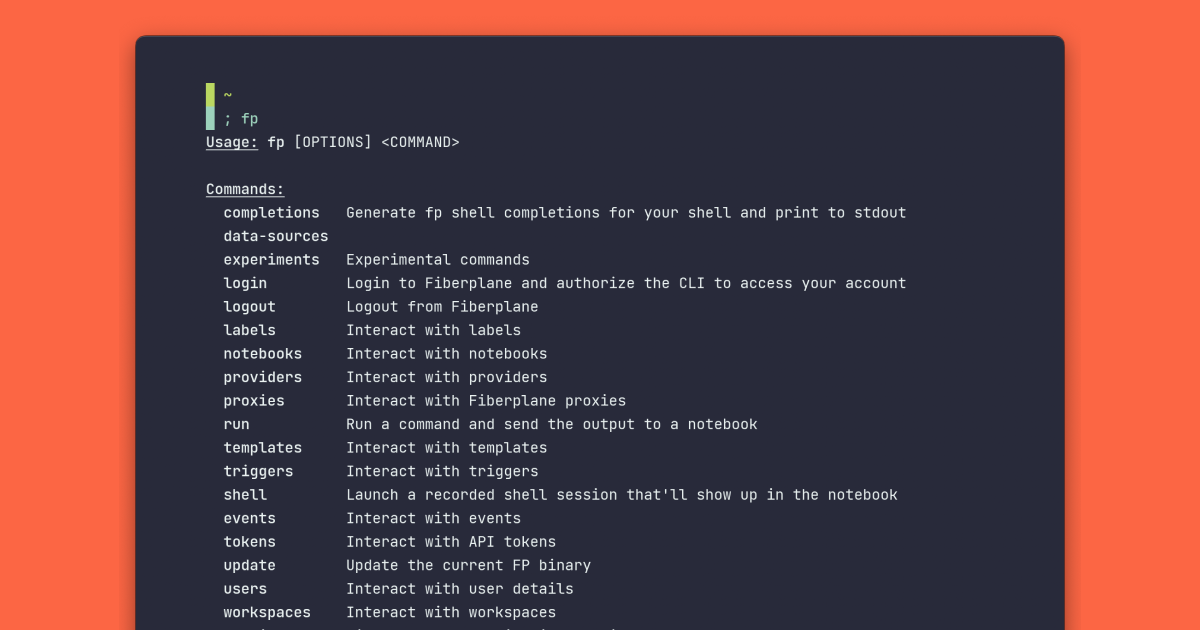 ~
; fp
Usage: fp [OPTIONS] <COMMAND>
Commands:
completions Generate fp shell completions for your shell and print to stdout
data-sources
experiments Experimental commands
login Login to Fiberplane and authorize the CLI to access your account
logout Logout from Fiberplane
labels Interact with labels
notebooks Interact with notebooks
providers Interact with providers
proxies Interact with Fiberplane proxies
run Run a command and send the output to a notebook
templates Interact with templates
triggers Interact with triggers
shell Launch a recorded shell session that'll show up in the notebook
events Interact with events
tokens Interact with API tokens
update Update the current FP binary
users Interact with user details
workspaces Interact with workspaces